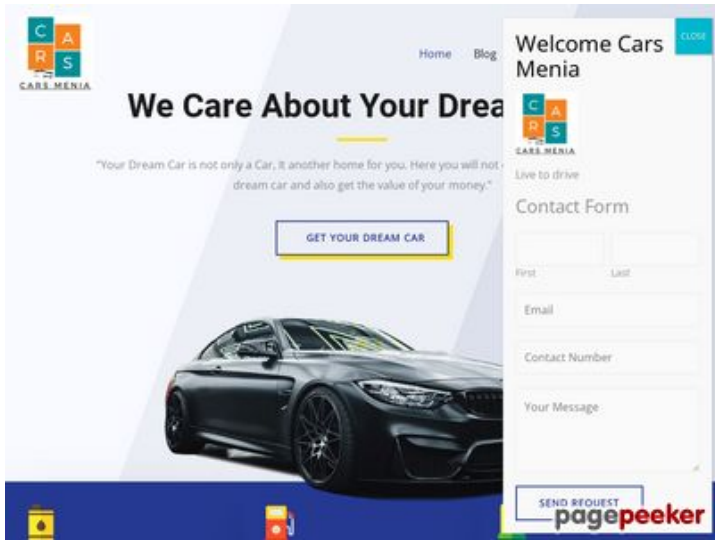 C A
R S
CARS MENIA
Home Blog
We Care About Your Drea
"Your Dream Car is not only a Car, It another home for you. Here you will not
dream car and also get the value of your money."
GET YOUR DREAM CAR
CLOSE
Welcome Cars
Menia
C A
R S
CARS MENIA
Live to drive
Contact Form
First Last
Email
Contact Number
Your Message
SEND REQUEST
pagepeeker